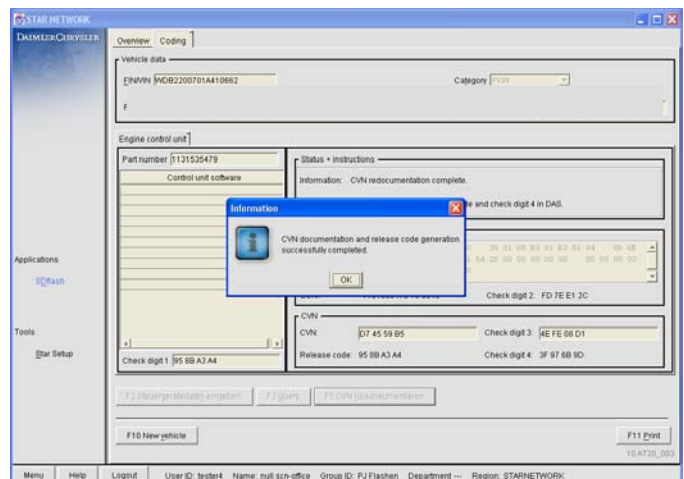 STAR NETWORK
DAIMLERCHRYSLER
Overview Coding
Vehicle data
FIN/VIN WDB2200701A410662 Category
F
Engine control unit
Part number 1131535479
Control unit software
Status + instructions
Information: CVN redocumentation complete.
and check digit 4 in DAS.
Information
CVN documentation and release code generation
successfully completed.
OK
Applications
SDflash
Check digit 2: FD 7E E1 2C
CVN
CVN: D7 45 59 B5 Check digit 3: 4E FE 08 D1
Tools
Star Setup
Check digit 1 95 8B A3 A4 Release code: 95 8B A3 A4 Check digit 4: 3F 97 6B 9D
F3 Query
F10 New vehicle F11 Print
10.AT20_003
Menu Help Logout User ID: tester4 Name: null scn-office Group ID: PJ Flashen Department --- Region: STARNETWORK